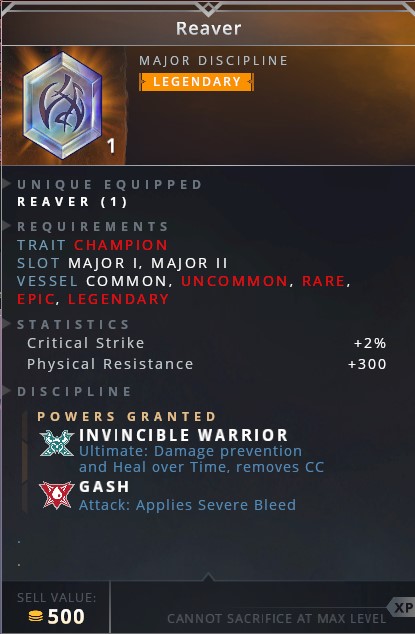 Reaver
MAJOR DISCIPLINE
LEGENDARY
1
UNIQUE EQUIPPED
REAVER (1)
REQUIREMENTS
TRAIT CHAMPION
SLOT MAJOR I, MAJOR II
VESSEL COMMON, UNCOMMON, RARE,
EPIC, LEGENDARY
STATISTICS
Critical Strike +2%
Physical Resistance +300
DISCIPLINE
POWERS GRANTED
INVINCIBLE WARRIOR
Ultimate: Damage prevention
and Heal over Time, removes CC
GASH
Attack: Applies Severe Bleed
.
.
SELL VALUE:
500
CANNOT SACRIFICE AT MAX LEVEL
XP